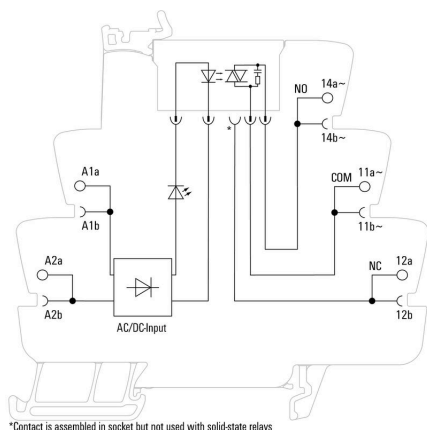 NO
14a~
14b~
*
A1a
A1b
COM
11a~
11b~
A2a
A2b
AC/DC-Input
NC
12a
12b
*Contact is assembled in socket but not used with solid-state relays